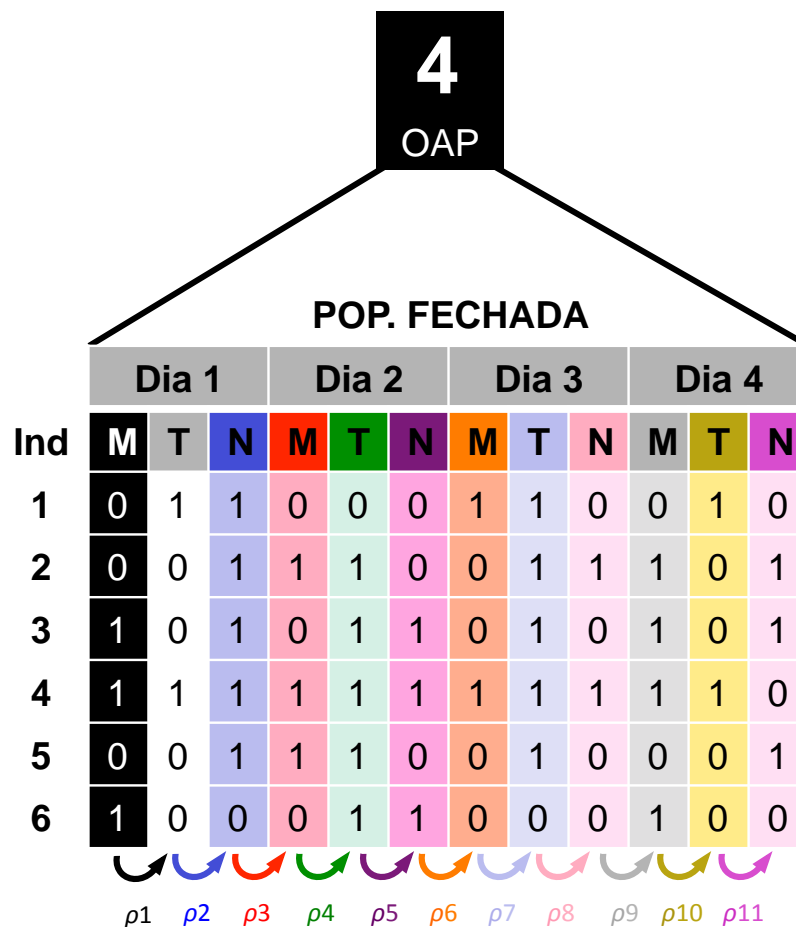 4
OAP
POP. FECHADA
Dia 1 Dia 2 Dia 3 Dia 4
Ind M T N M T N M T N M T N
1 0 1 1 0 0 0 1 1 0 0 1 0
2 0 0 1 1 1 0 0 1 1 1 0 1
3 1 0 1 0 1 1 0 1 0 1 0 1
4 1 1 1 1 1 1 1 1 1 1 1 0
5 0 0 1 1 1 0 0 1 0 0 0 1
6 1 0 0 0 1 1 0 0 0 1 0 0
ρ1 ρ2 ρ3 ρ4 ρ5 ρ6 ρ7 ρ8 ρ9 ρ10 ρ11